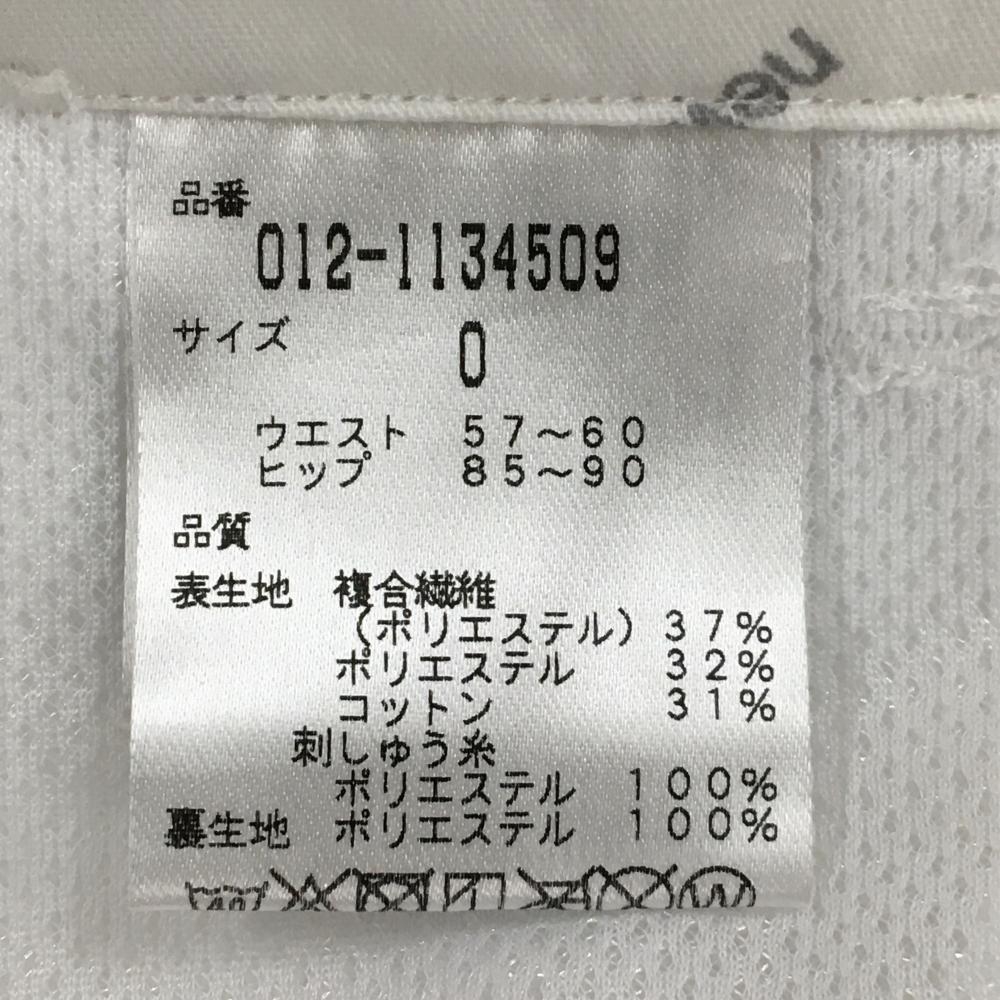 new
品番
012-1134509
サイズ 0
ウエスト 57～60
ヒップ 85～90
品質
表生地 複合繊維
(ポリエステル) 37%
ポリエステル 32%
コットン 31%
刺しゅう糸
ポリエステル 100%
裏生地 ポリエステル 100%